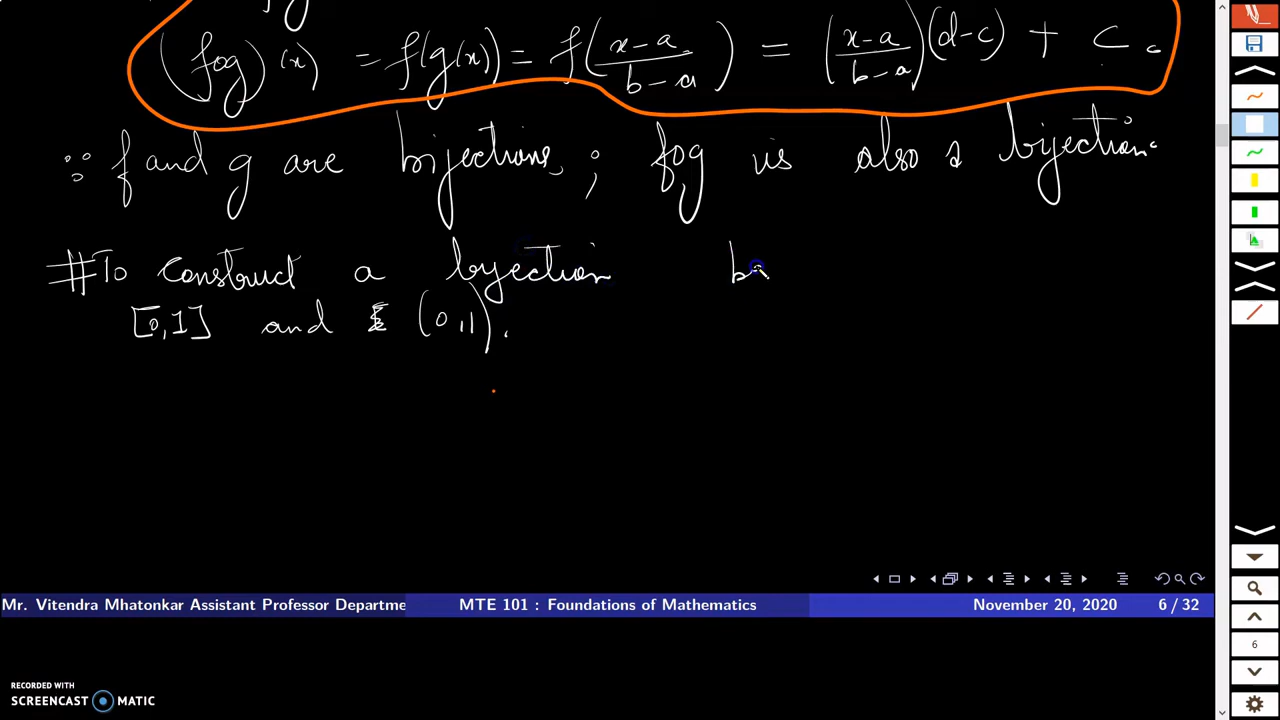 (fog)(x) = f(g(x)) = f((x-a)/(b-a)) = ((x-a)/(b-a))(d-c) + c.
∵ f and g are bijections, ; fog is also a bijection.
#To construct a bijection
[0,1] and (0,1).
Mr. Vitendra Mhatonkar Assistant Professor Departme
MTE 101 : Foundations of Mathematics
November 20, 2020
6 / 32
6
RECORDED WITH
SCREENCAST MATIC